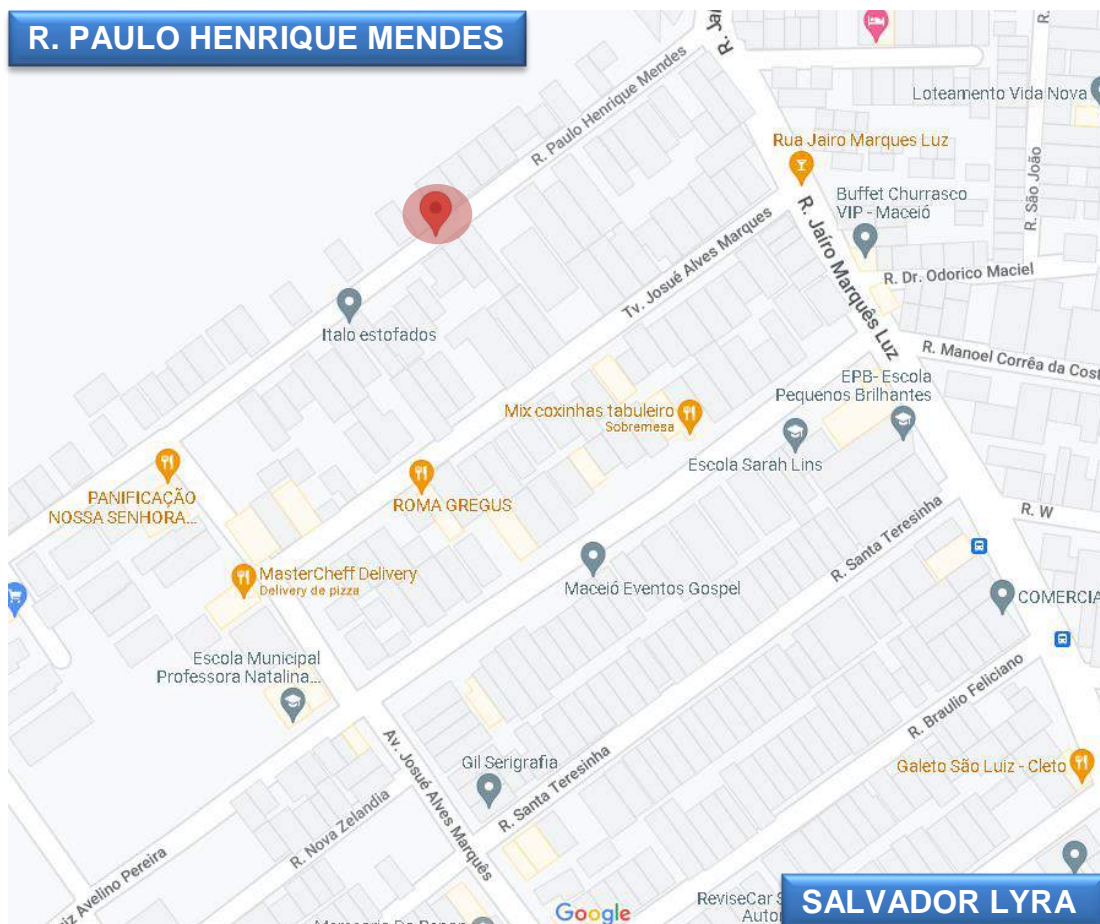 R. PAULO HENRIQUE MENDES
R. Paulo Henrique Mendes
Loteamento Vida Nova
Rua Jairo Marques Luz
R. São João
Buffet Churrasco
VIP - Maceió
R. Jaíro Marquês Luz
Tv. Josué Alves Marques
R. Dr. Odorico Maciel
Italo estofados
R. Manoel Corrêa da Cost
EPB- Escola
Pequenos Brilhantes
Mix coxinhas tabuleiro
Sobremesa
Escola Sarah Lins
PANIFICAÇÃO
NOSSA SENHORA...
ROMA GREGUS
R. W
R. Santa Teresinha
MasterCheff Delivery
Delivery de pizza
Maceió Eventos Gospel
COMERCIA
Escola Municipal
Professora Natalina...
R. Braulio Feliciano
Av. Josué Alves Marquês
Gil Serigrafia
Galeto São Luiz - Cleto
R. Santa Teresinha
R. Nova Zelandia
Avelino Pereira
Google
ReviseCar
SALVADOR LYRA